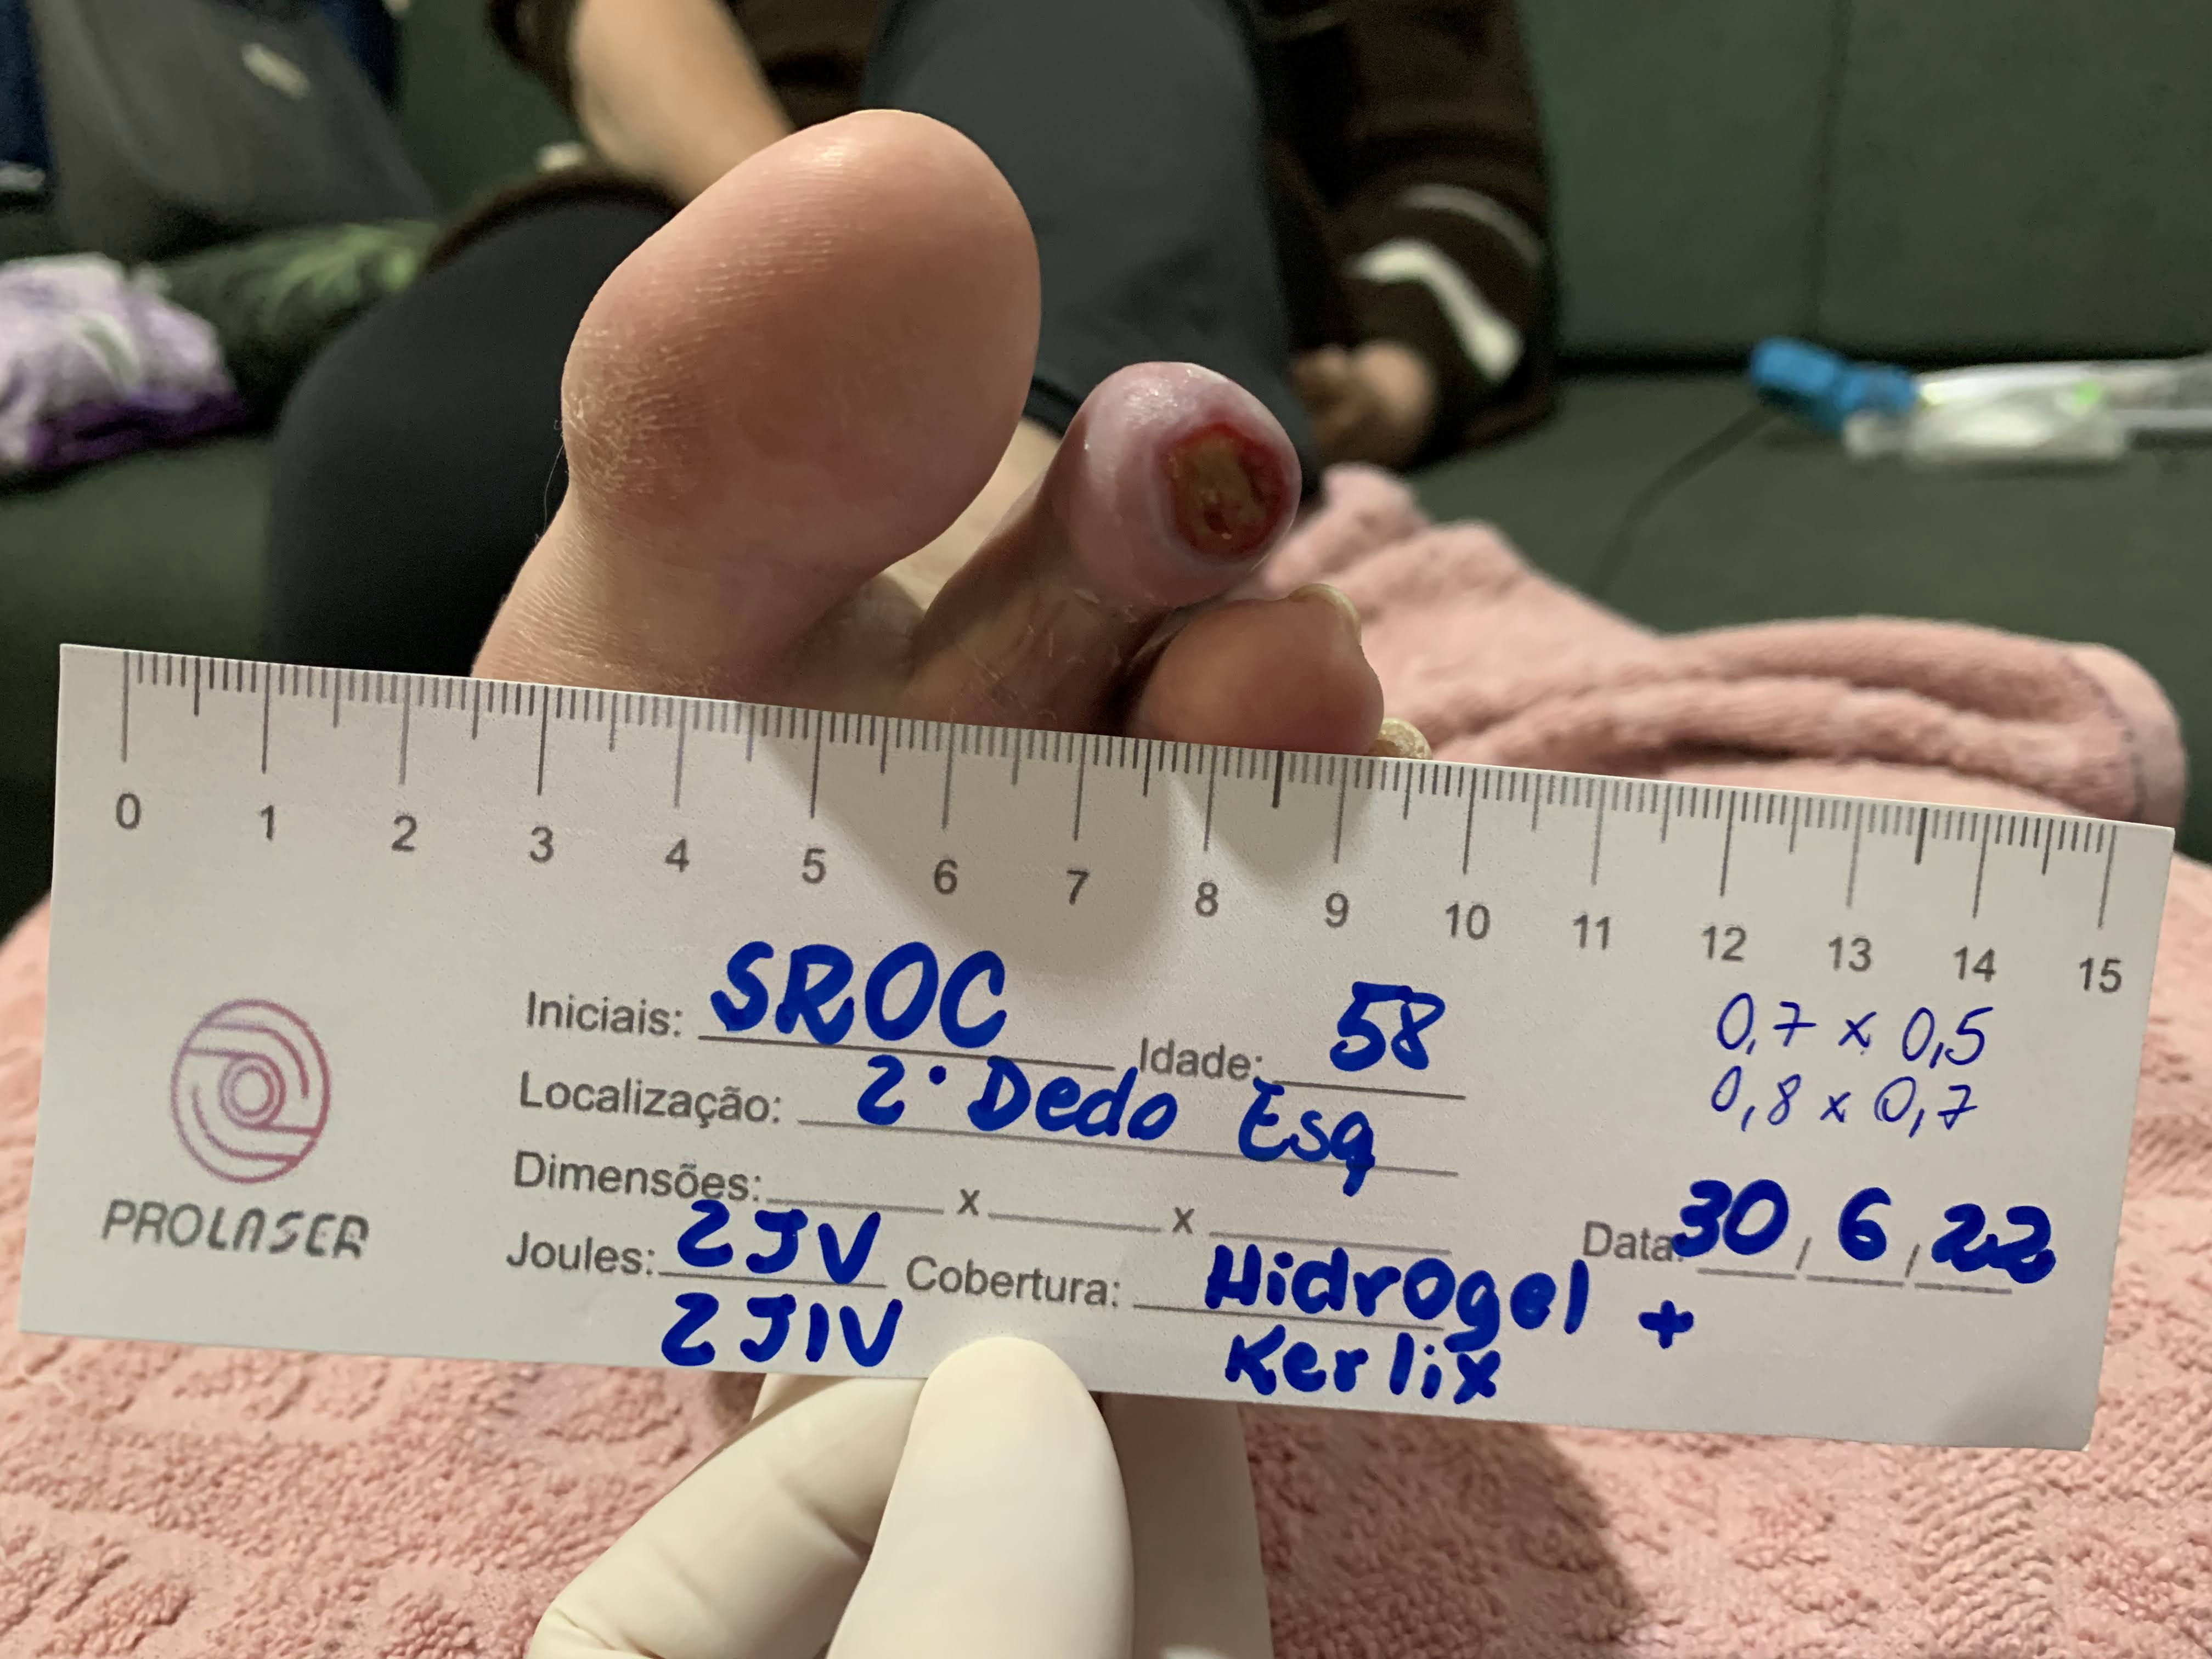 0 1 2 3 4 5 6 7 8 9 10 11 12 13 14 15
Iniciais: SROC Idade: 58
0,7 x 0,5
Localização: 2º Dedo Esq
0,8 x 0,7
Dimensões: x x
Data: 30/6/22
PROLASER
Joules: 2JV Cobertura: Hidrogel +
2JIV Kerlix